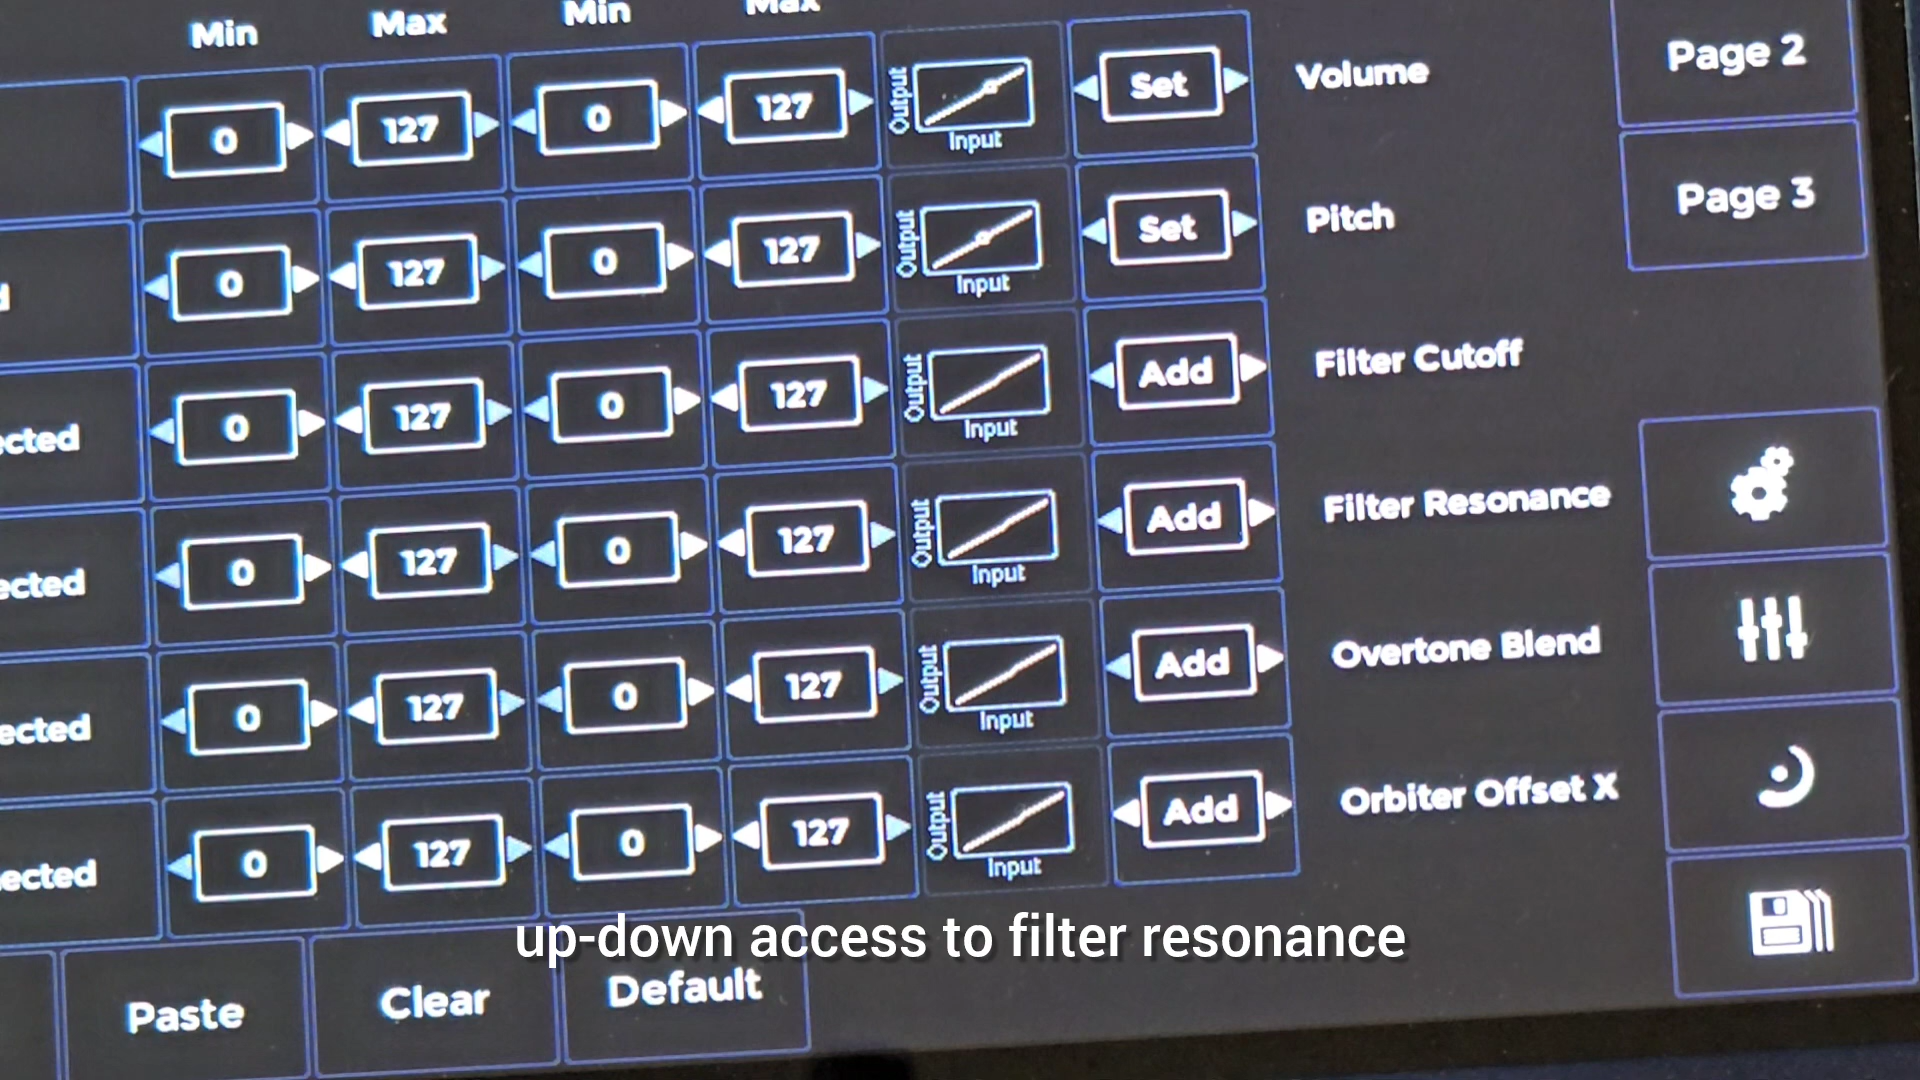 Min Max Min Max
0 127 0 127 Output Input Set Volume
Page 2
0 127 0 127 Output Input Set Pitch
Page 3
ected 0 127 0 127 Output Input Add Filter Cutoff
ected 0 127 0 127 Output Input Add Filter Resonance
ected 0 127 0 127 Output Input Add Overtone Blend
ected 0 127 0 127 Output Input Add Orbiter Offset X
up-down access to filter resonance
Paste Clear Default